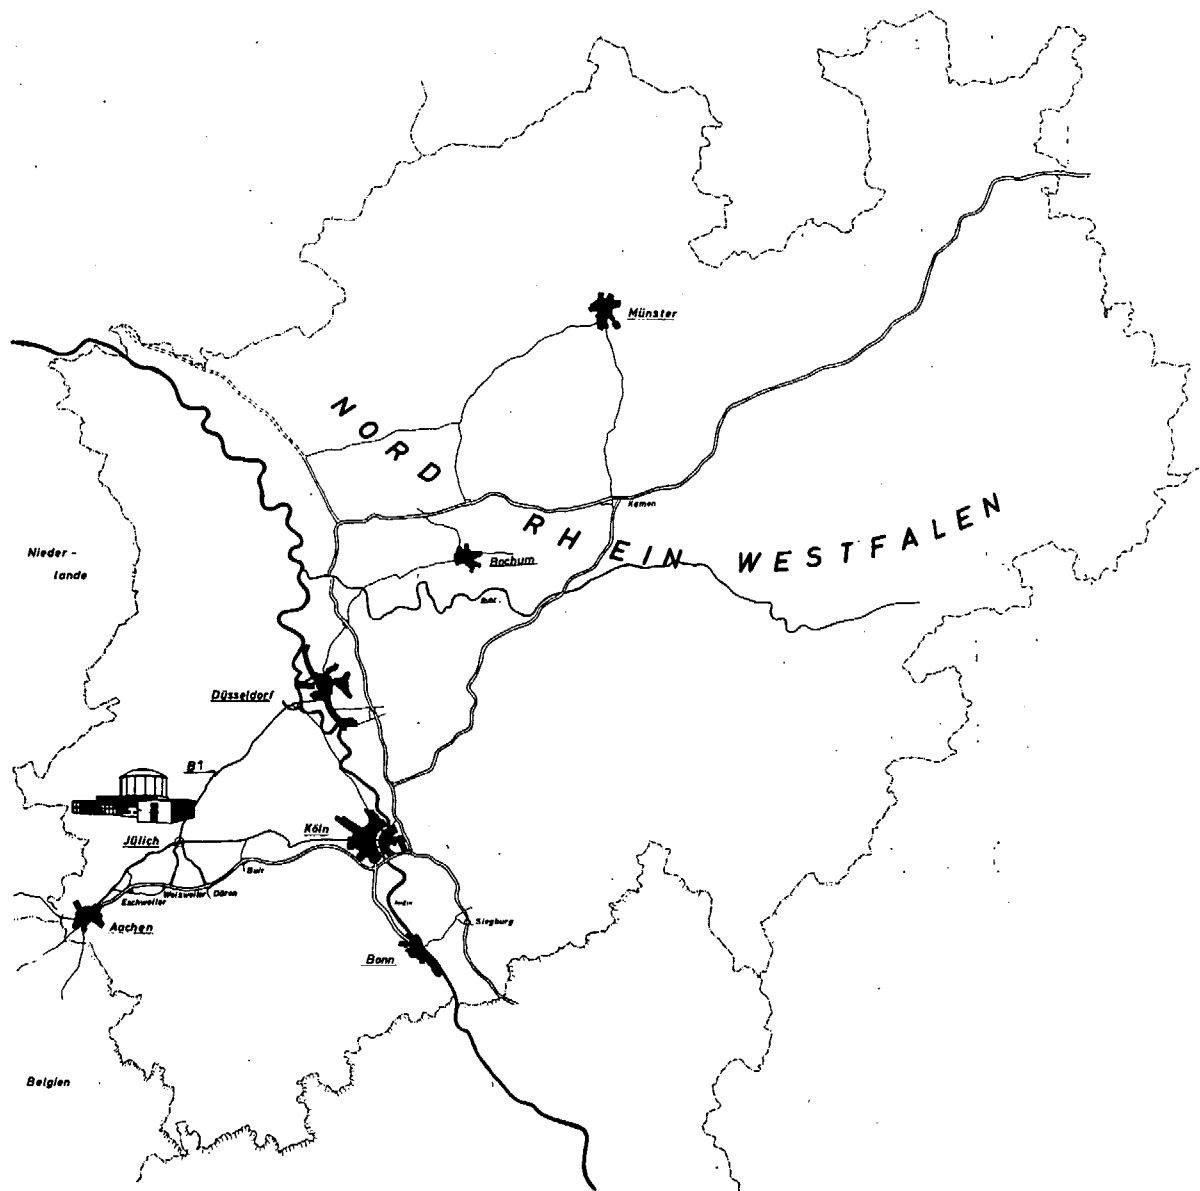 Münster
NORD
RHEIN WESTFALEN
Kamen
Nieder -
lande
Bochum
Ruhr
Düsseldorf
B1
Köln
Jülich
Buir
Weisweiler
Düren
Eschweiler
Aachen
Siegburg
Bonn
Belgien